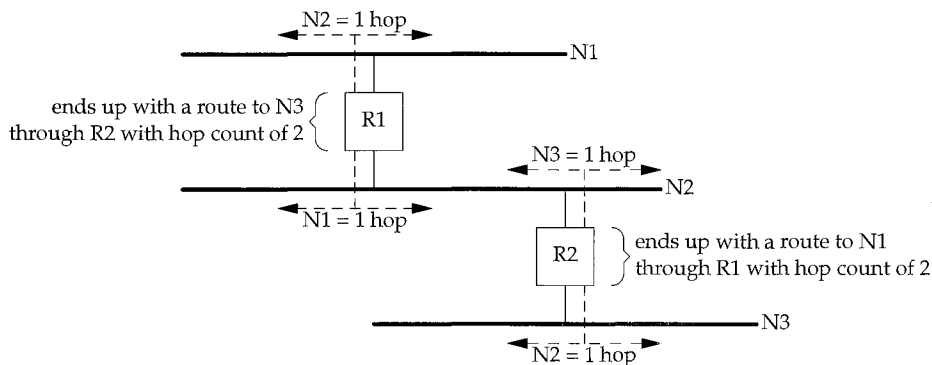 N2 = 1 hop
N1
ends up with a route to N3
through R2 with hop count of 2
R1
N3 = 1 hop
N2
N1 = 1 hop
R2
ends up with a route to N1
through R1 with hop count of 2
N3
N2 = 1 hop